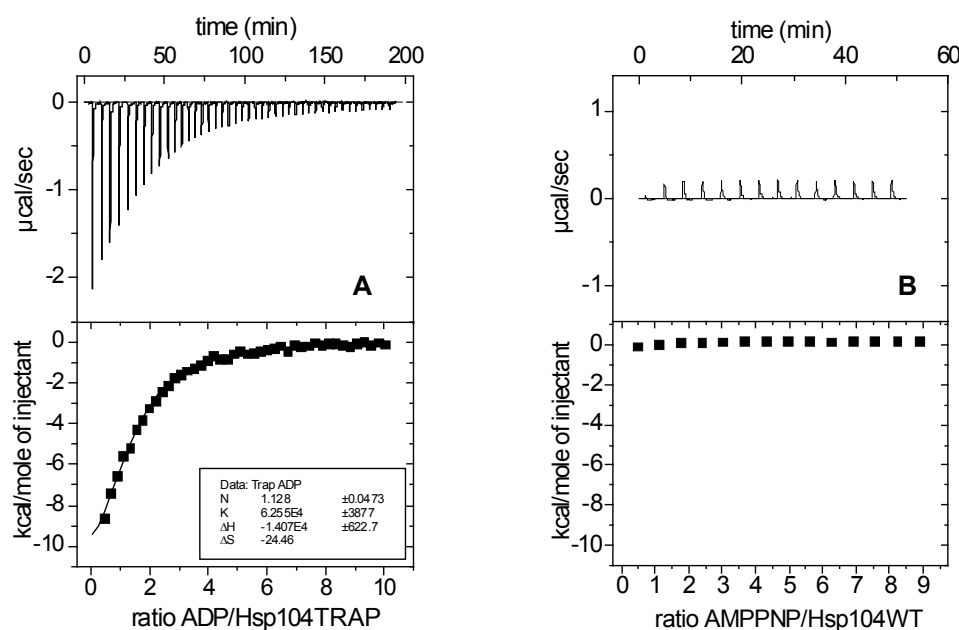 time (min)
0 50 100 150 200
0
-1
-2
µcal/sec
A
0
-2
-4
-6
-8
-10
kcal/mole of injectant
Data: Trap ADP
N 1.128 ±0.0473
K 6.255E4 ±3877
ΔH -1.407E4 ±622.7
ΔS -24.46
0 2 4 6 8 10
ratio ADP/Hsp104TRAP
time (min)
0 20 40 60
1
0
-1
µcal/sec
B
0
-2
-4
-6
-8
-10
kcal/mole of injectant
0 1 2 3 4 5 6 7 8 9
ratio AMPPNP/Hsp104WT